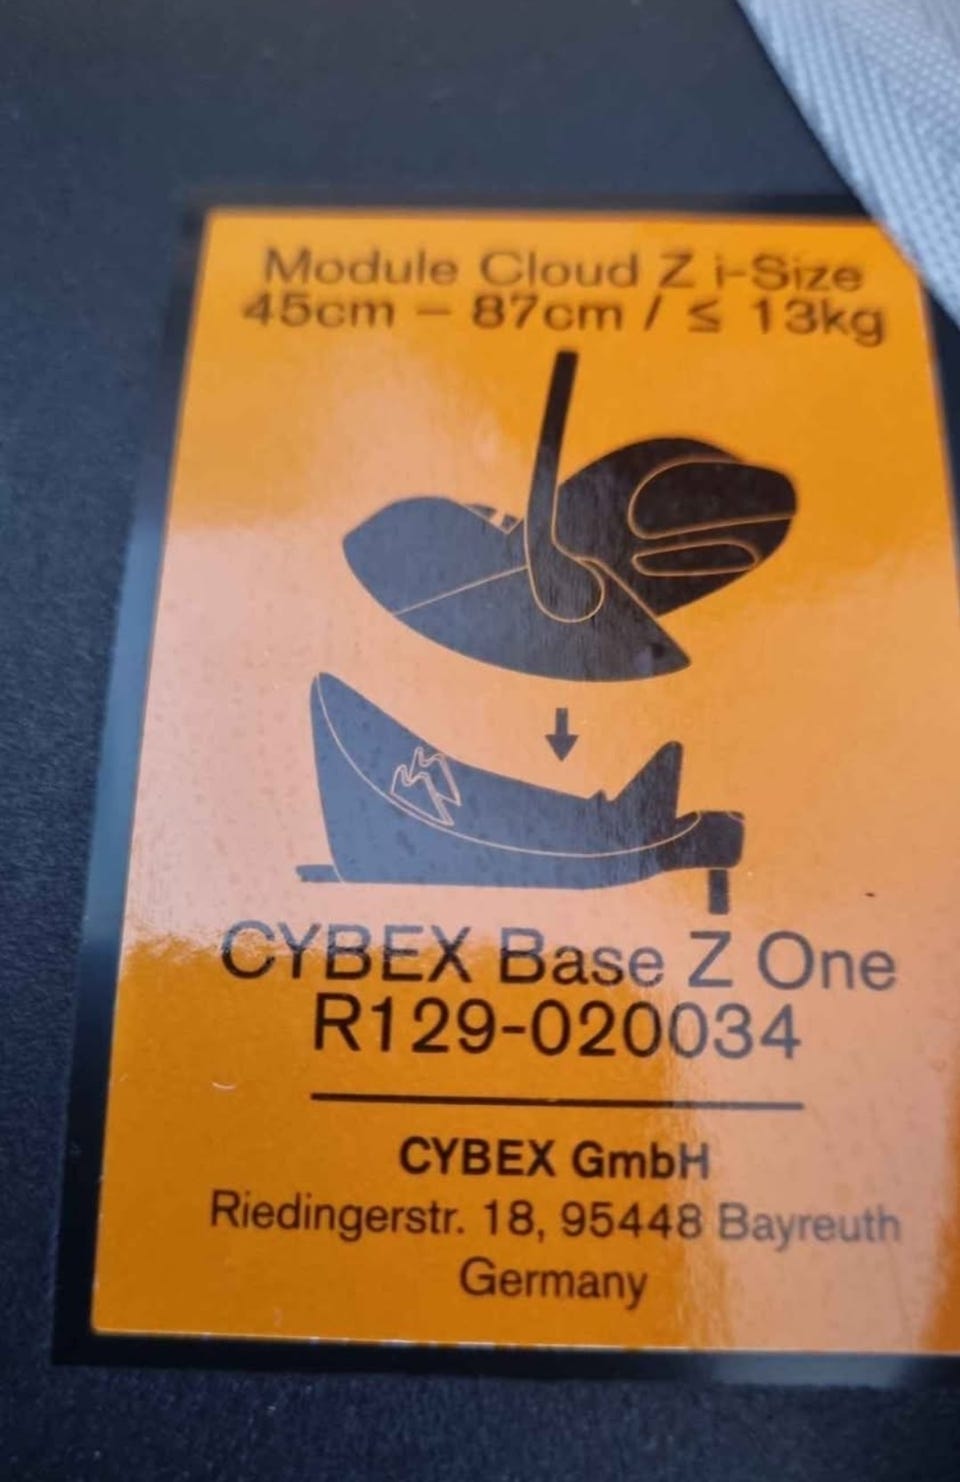 Module Cloud Z i-Size
45cm – 87cm / ≤ 13kg
CYBEX Base Z One
R129-020034
CYBEX GmbH
Riedingerstr. 18, 95448 Bayreuth
Germany